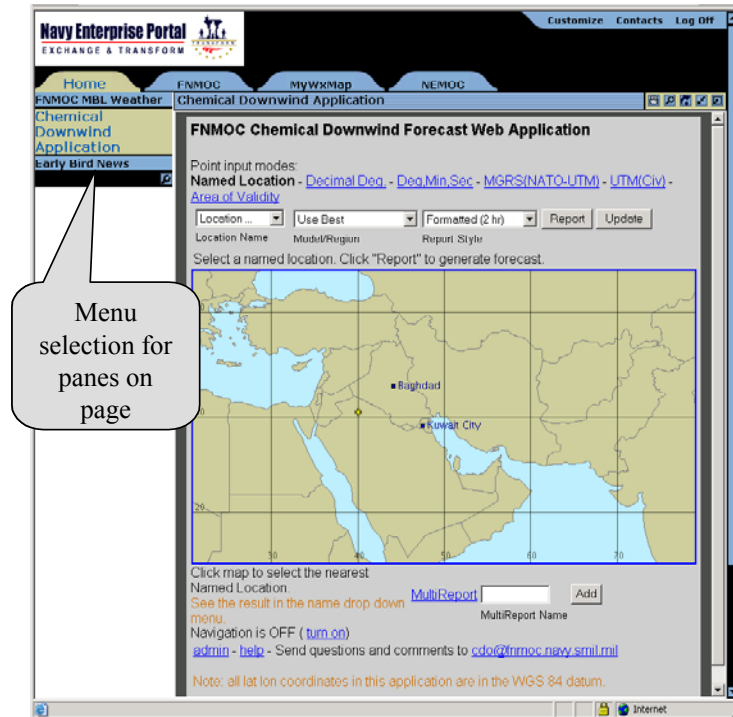 Navy Enterprise Portal
EXCHANGE & TRANSFORM
Customize Contacts Log Off
Home FNMOC MyWxMap NEMOC
FNMOC MBL Weather
Chemical Downwind Application
Chemical
Downwind
Application
Early Bird News
FNMOC Chemical Downwind Forecast Web Application
Point input modes:
Named Location - Decimal Deg. - Deg,Min,Sec - MGRS(NATO-UTM) - UTM(Civ) -
Area of Validity
Location ... Use Best Formatted (2 hr) Report Update
Location Name Model/Region Report Style
Select a named location. Click "Report" to generate forecast.
Menu
selection for
panes on
page
Baghdad
Kuwait City
20
30 40 60 70
Click map to select the nearest
Named Location.
See the result in the name drop down
menu.
MultiReport Add
MultiReport Name
Navigation is OFF ( turn on)
admin - help - Send questions and comments to cdo@fnmoc.navy.smil.mil
Note: all lat lon coordinates in this application are in the WGS 84 datum.
Internet